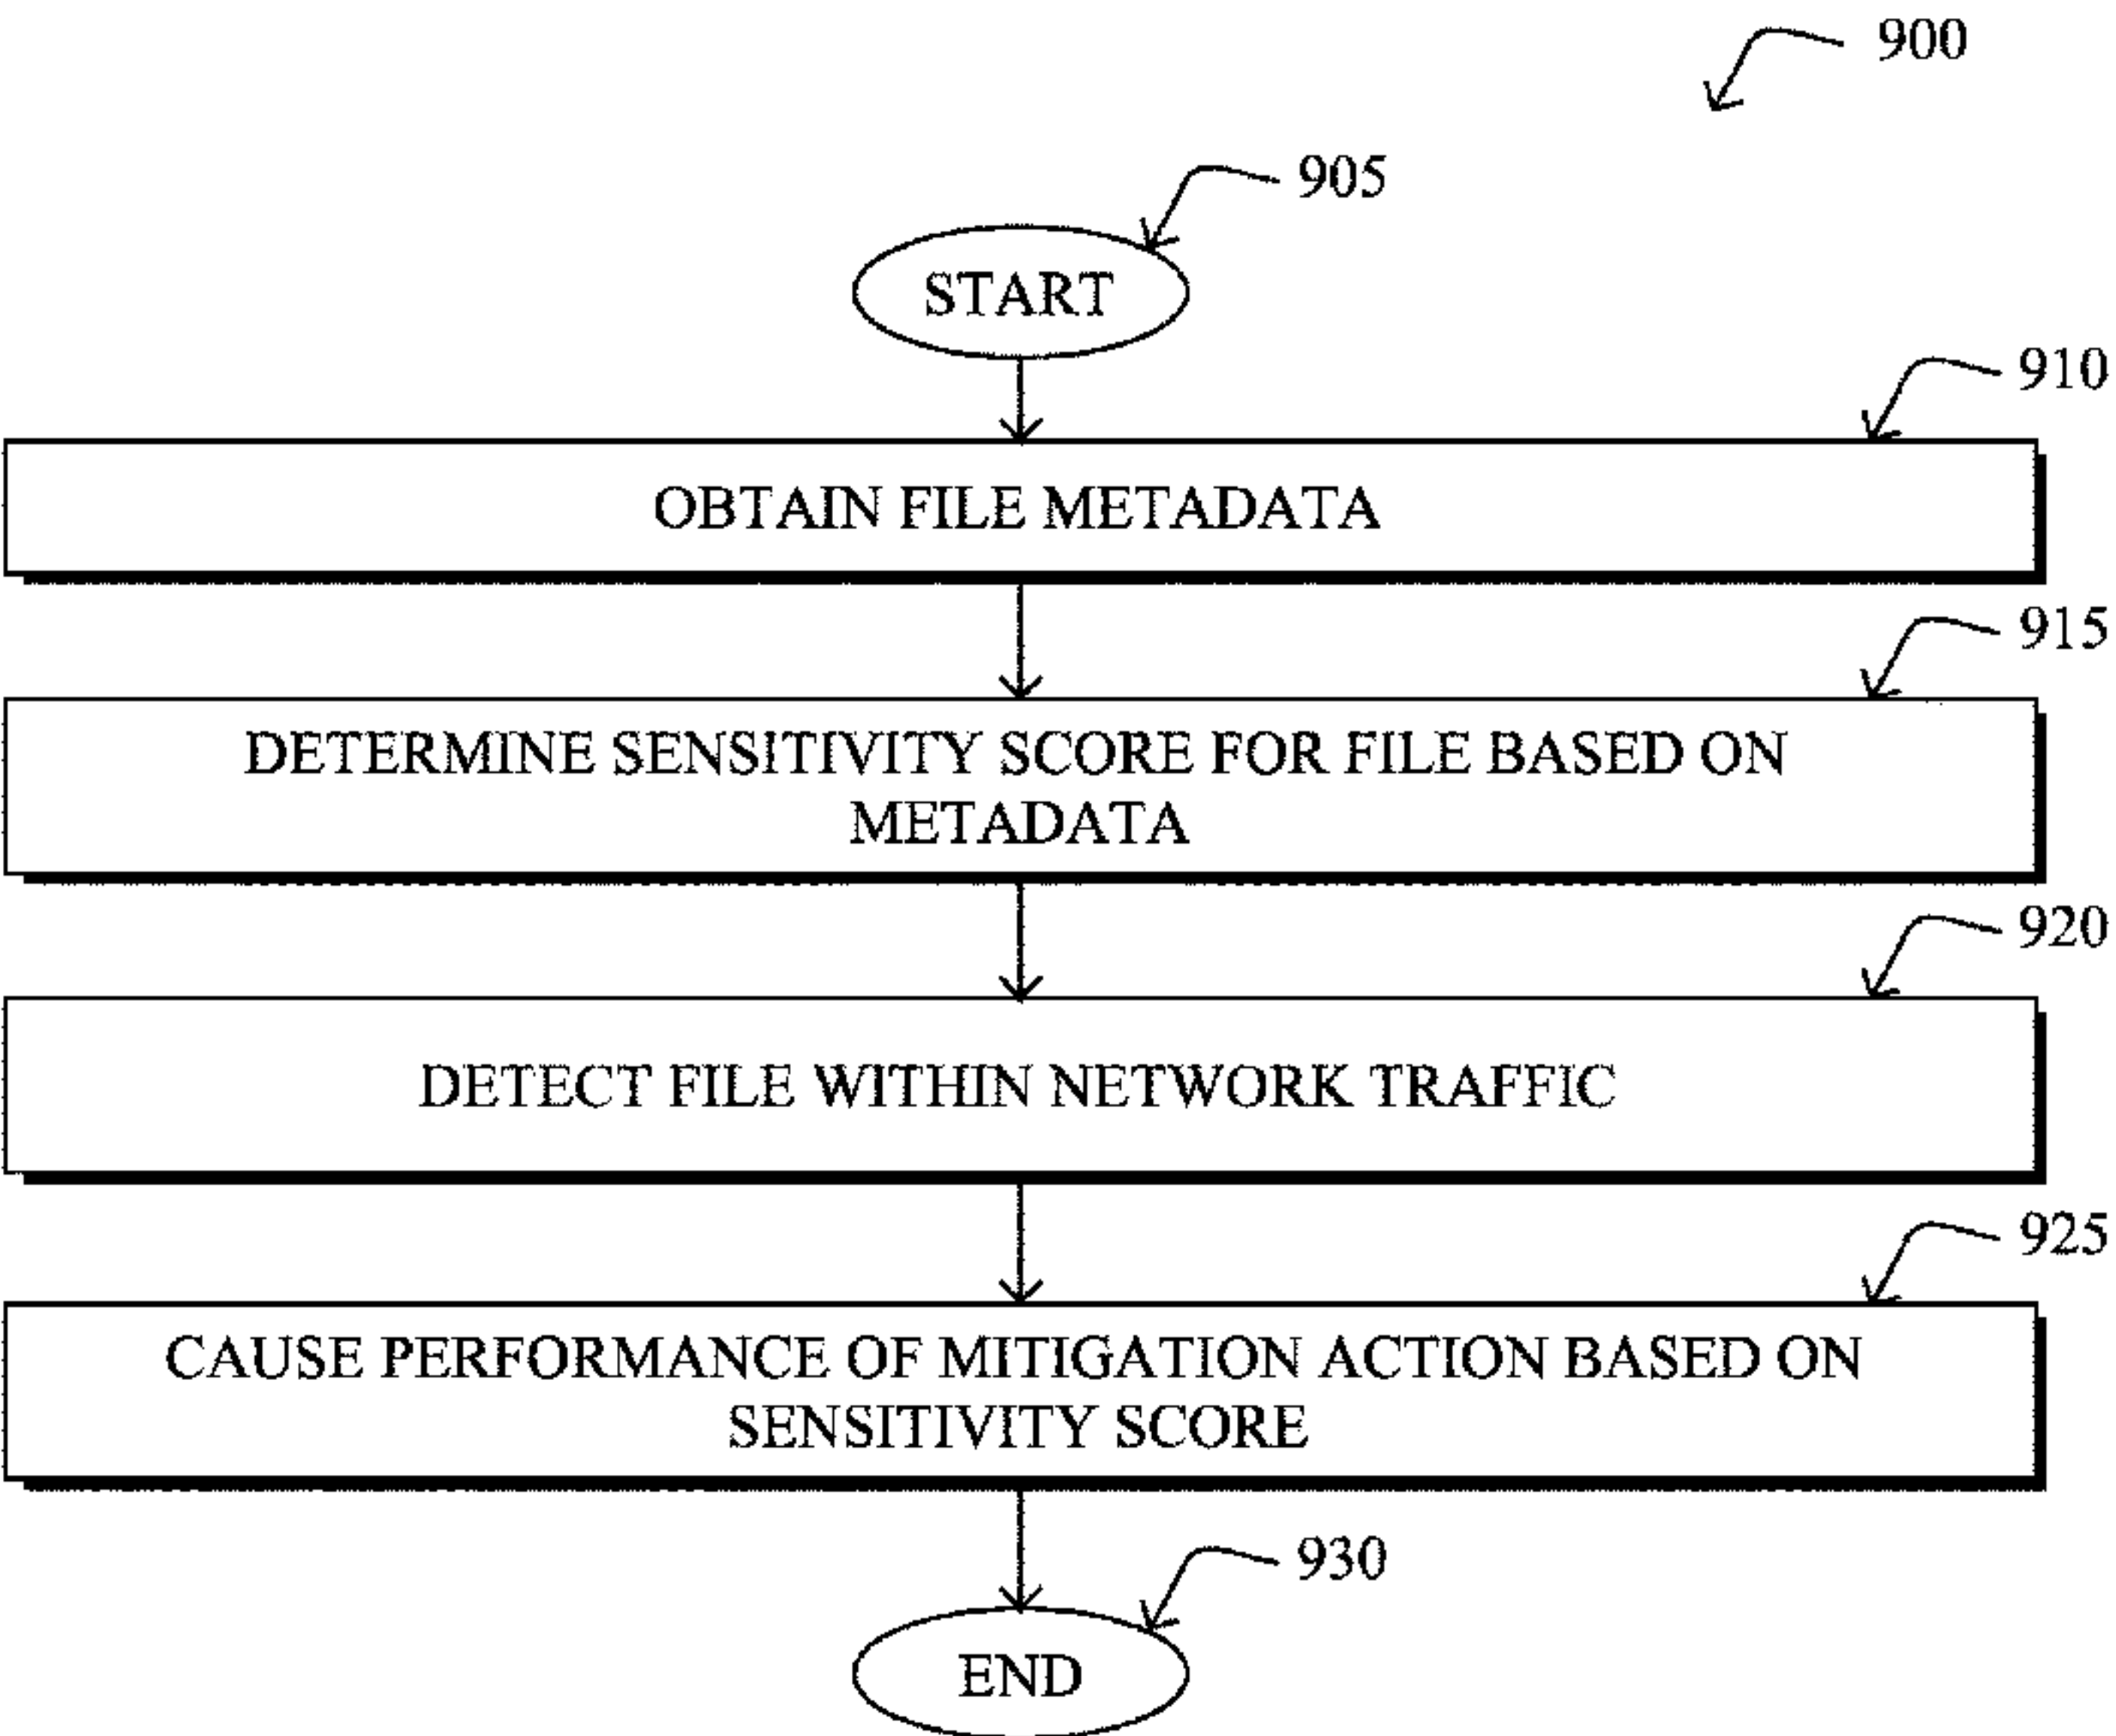 900
905
START
910
OBTAIN FILE METADATA
915
DETERMINE SENSITIVITY SCORE FOR FILE BASED ON
METADATA
920
DETECT FILE WITHIN NETWORK TRAFFIC
925
CAUSE PERFORMANCE OF MITIGATION ACTION BASED ON
SENSITIVITY SCORE
930
END